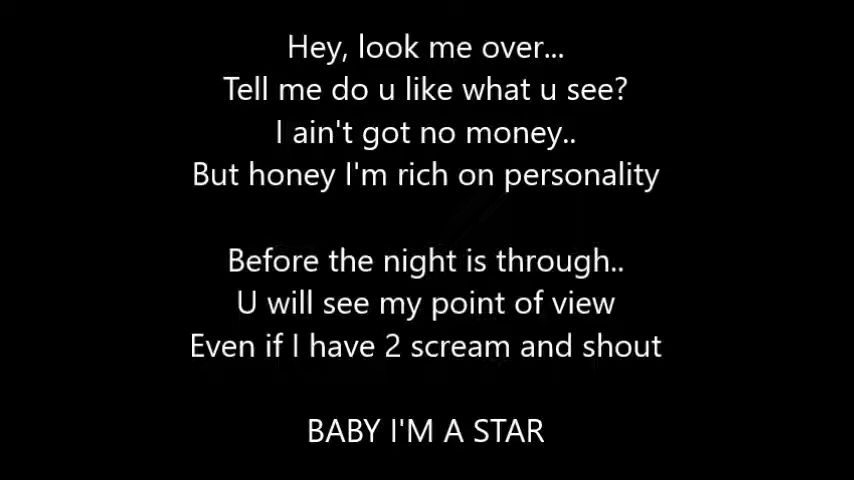 Hey, look me over...
Tell me do u like what u see?
I ain't got no money..
But honey I'm rich on personality
Before the night is through..
U will see my point of view
Even if I have 2 scream and shout
BABY I'M A STAR